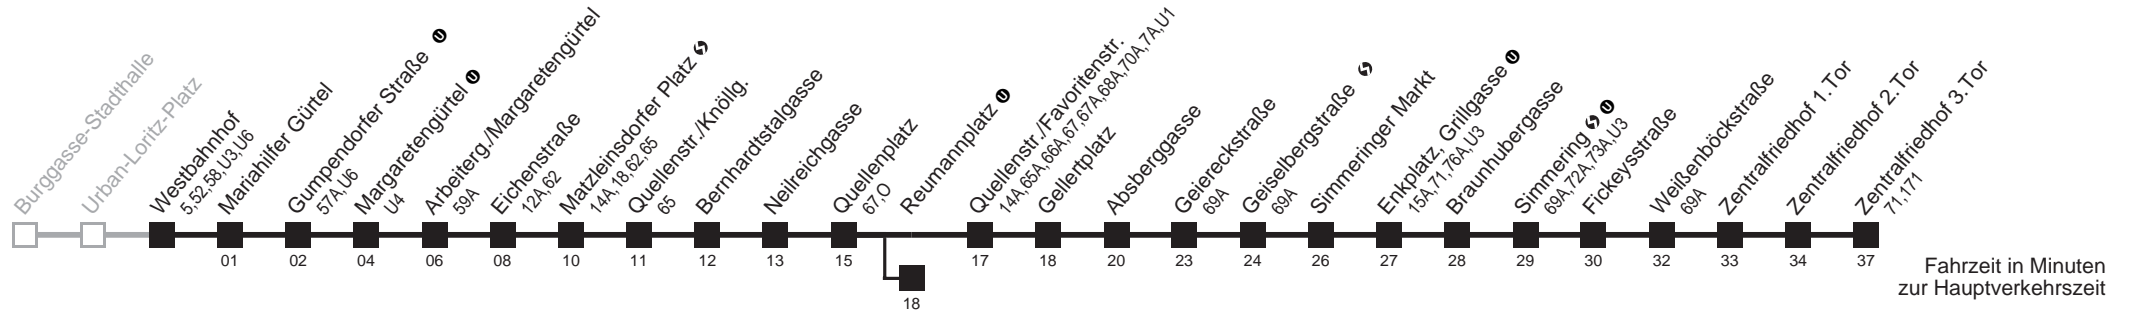 Burggasse-Stadthalle
Urban-Loritz-Platz
Westbahnhof
5,52,58,U3,U6
Mariahilfer Gürtel
01
Gumpendorfer Straße U
57A,U6
02
Margaretengürtel U
U4
04
Arbeiterg./Margaretengürtel
59A
06
Eichenstraße
12A,62
08
Matzleinsdorfer Platz S
14A,18,62,65
10
Quellenstr./Knöllg.
65
11
Bernhardtstalgasse
12
Neilreichgasse
13
Quellenplatz
67,O
15
Reumannplatz U
18
Quellenstr./Favoritenstr.
14A,65A,66A,67,67A,68A,70A,7A,U1
17
Gellertplatz
18
Absberggasse
20
Geiereckstraße
69A
23
Geiselbergstraße S
69A
24
Simmeringer Markt
26
Enkplatz, Grillgasse U
15A,71,76A,U3
27
Braunhubergasse
28
Simmering S U
69A,72A,73A,U3
29
Fickeysstraße
30
Weißenböckstraße
69A
32
Zentralfriedhof 1.Tor
33
Zentralfriedhof 2.Tor
34
Zentralfriedhof 3.Tor
71,171
37
Fahrzeit in Minuten
zur Hauptverkehrszeit